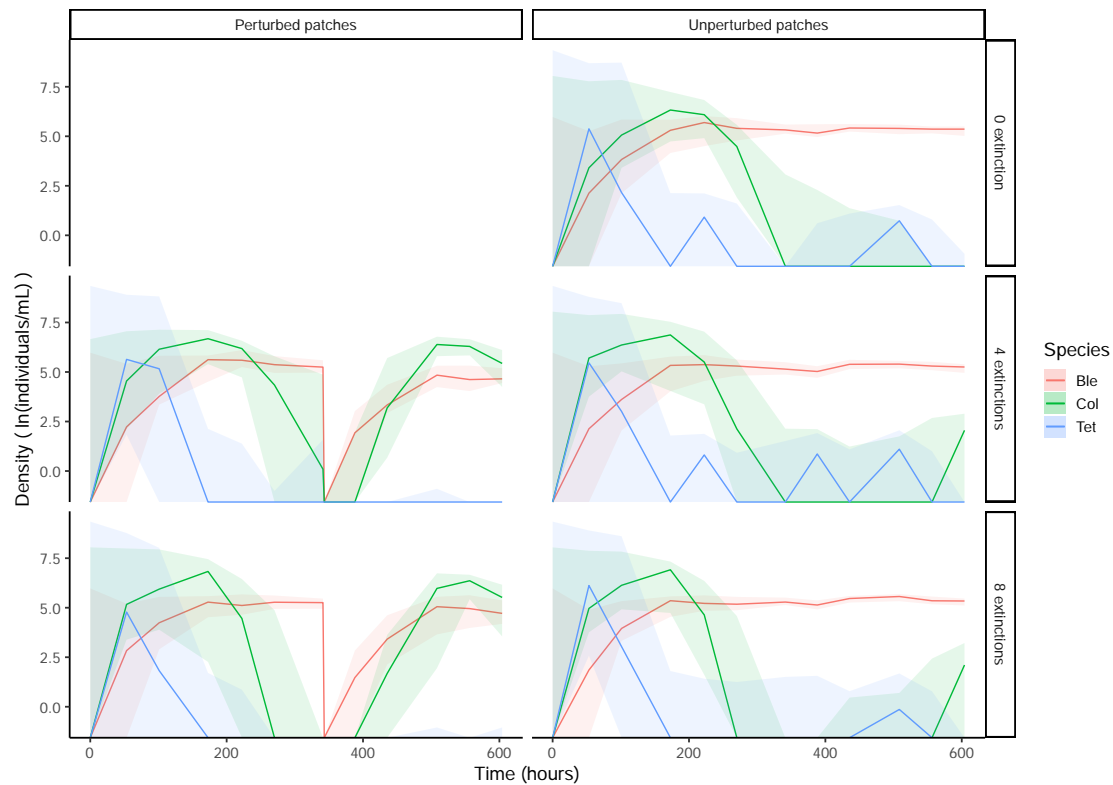 Perturbed patches
Unperturbed patches
7.5
5.0
2.5
0.0
0 extinction
7.5
5.0
2.5
0.0
4 extinctions
7.5
5.0
2.5
0.0
8 extinctions
0
200
400
600
0
200
400
600
Time (hours)
Density ( ln(individuals/mL) )
Species
Ble
Col
Tet